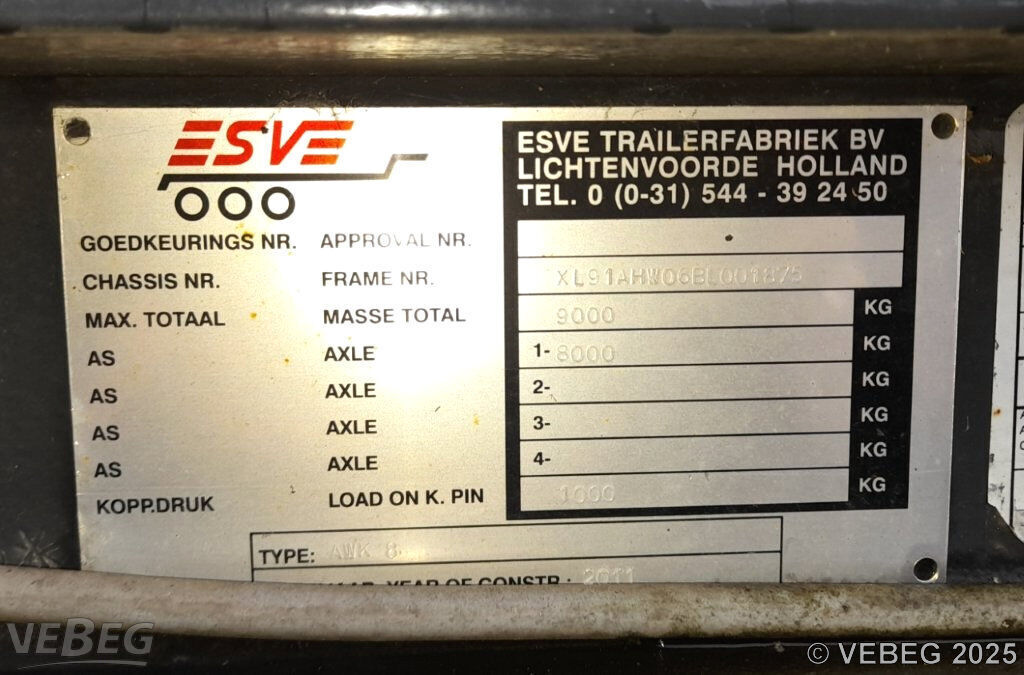 ESVE
ESVE TRAILERFABRIEK BV
LICHTENVOORDE HOLLAND
TEL. 0 (0-31) 544 - 39 24 50
GOEDKEURINGS NR. APPROVAL NR.
CHASSIS NR. FRAME NR. XL91AHW06BL001875
MAX. TOTAAL MASSE TOTAL 9000 KG
AS AXLE 1- 8000 KG
AS AXLE 2- KG
AS AXLE 3- KG
AS AXLE 4- KG
KOPP.DRUK LOAD ON K. PIN 1000 KG
TYPE: AWK 8
YEAR OF CONSTR.: 2011
VEBEG
© VEBEG 2025